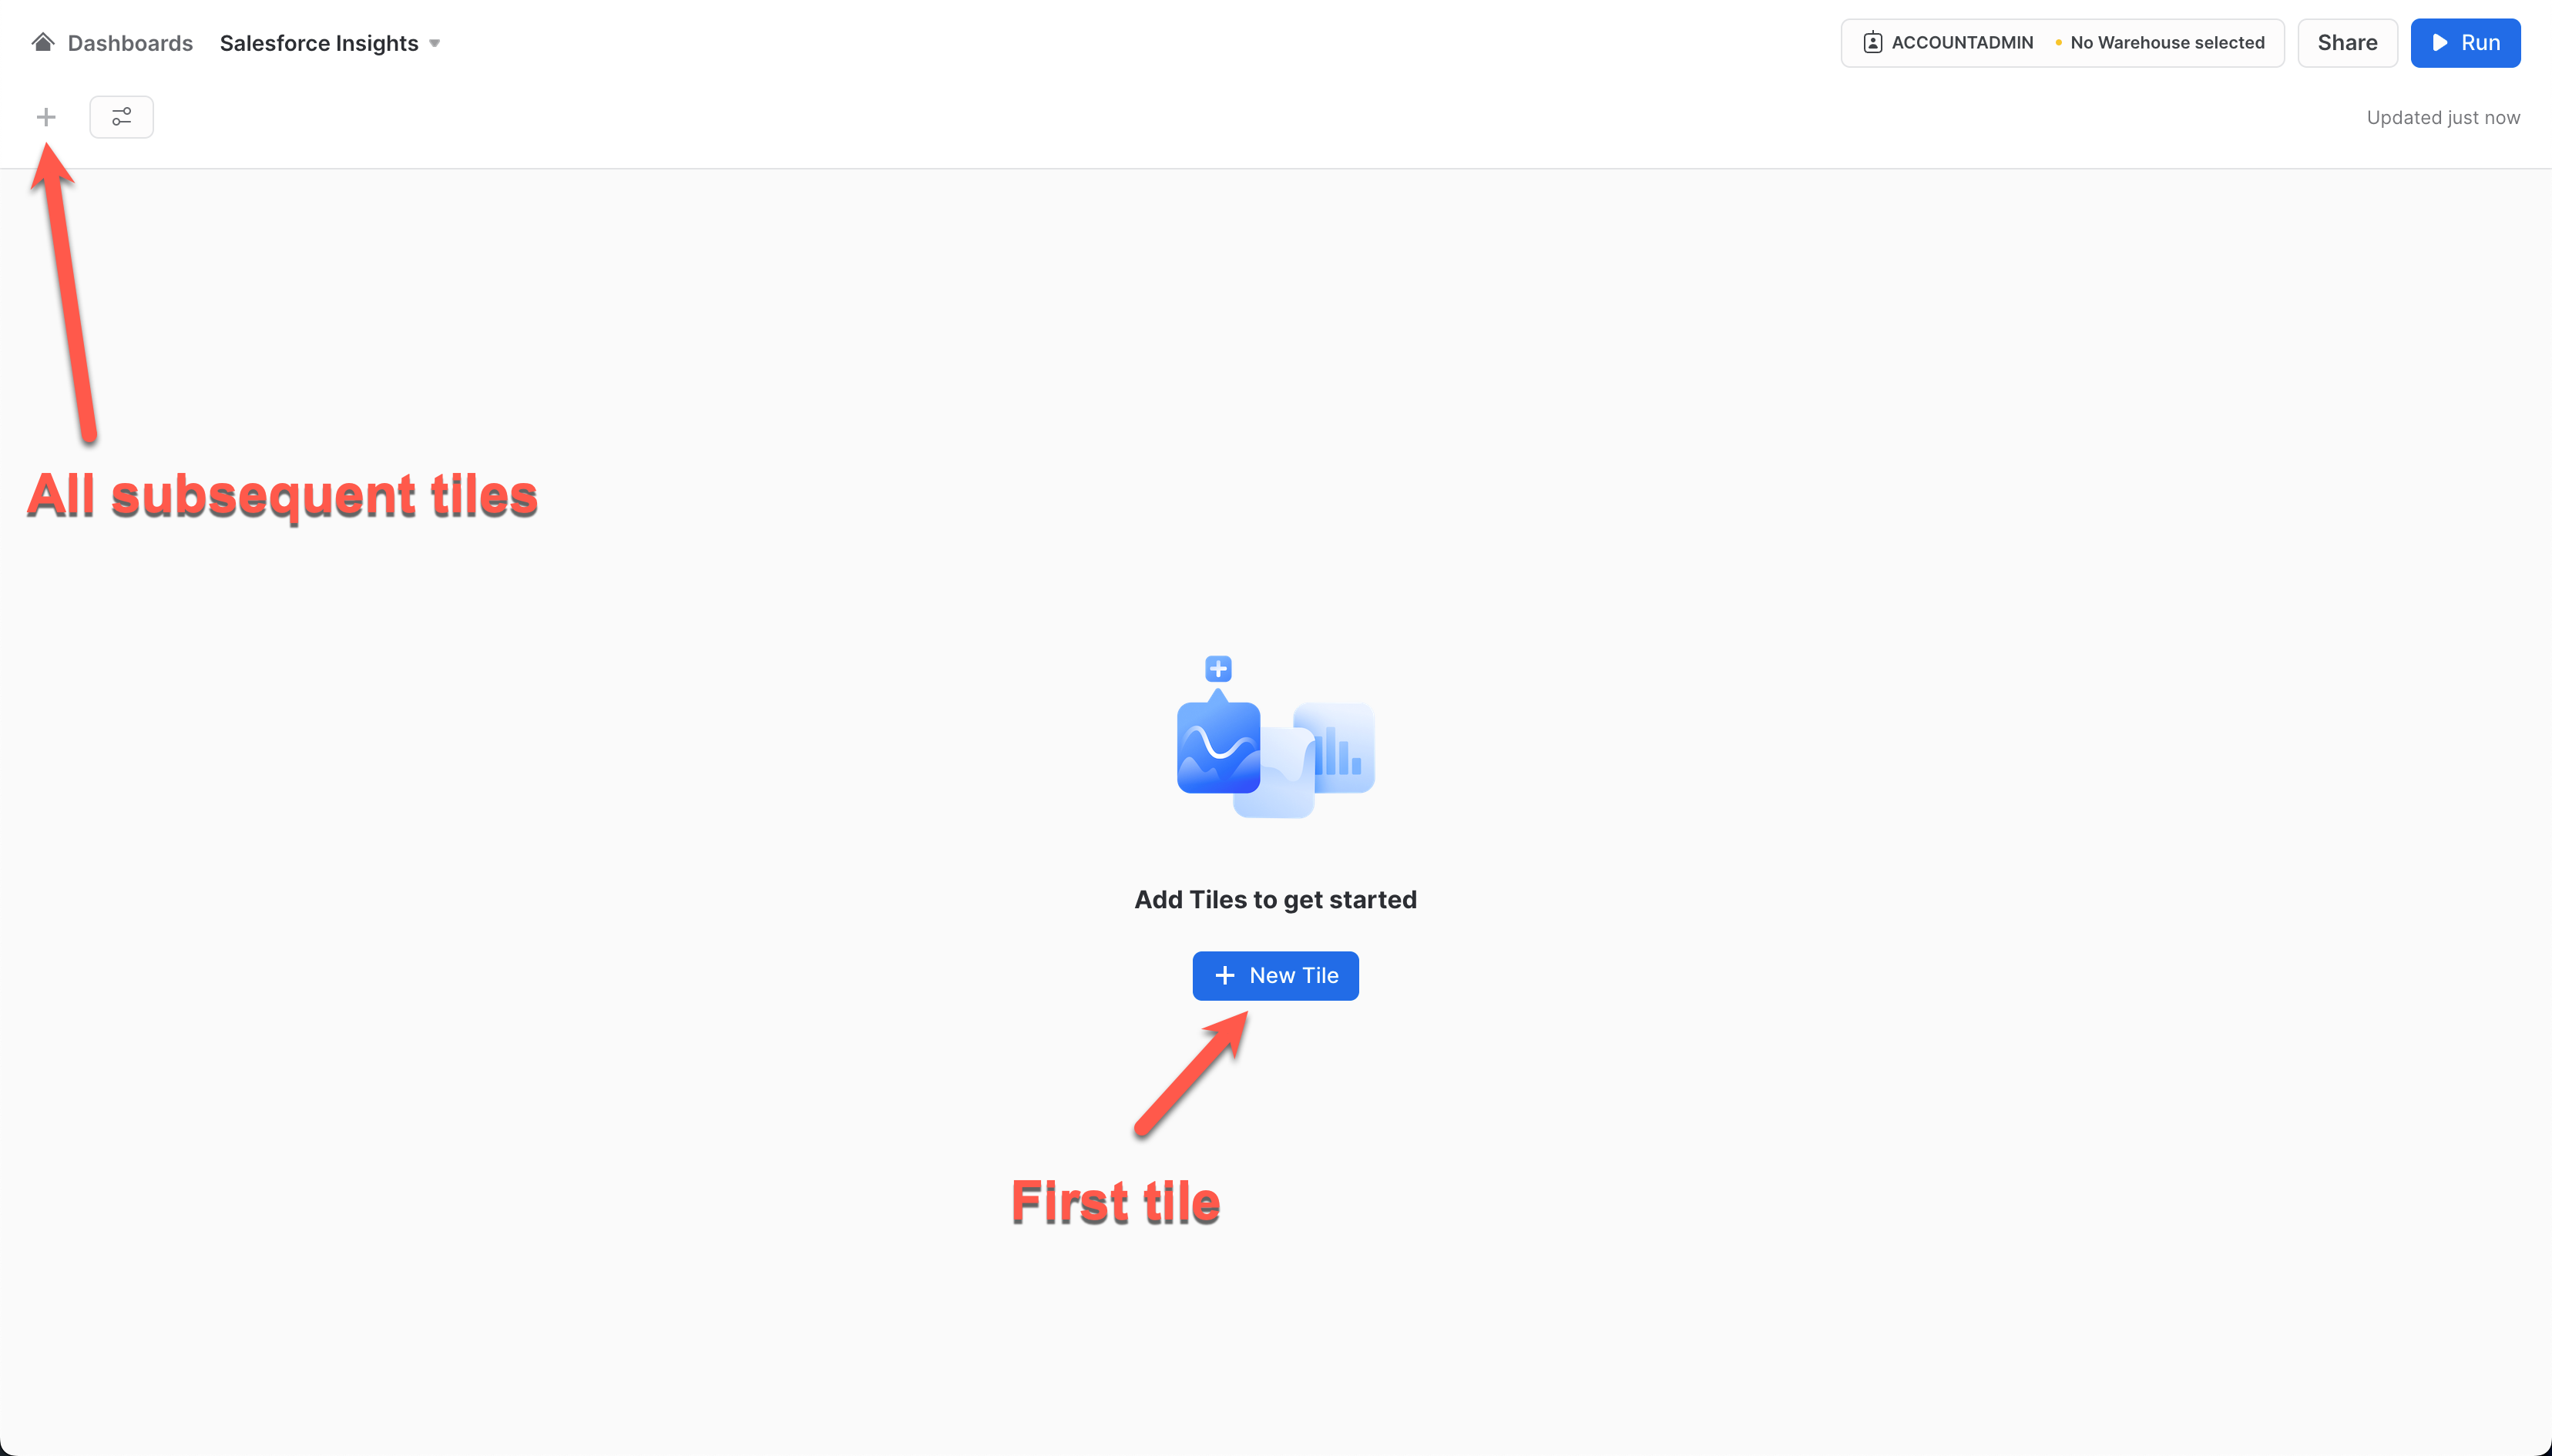 Dashboards Salesforce Insights
ACCOUNTADMIN No Warehouse selected Share Run
Updated just now
All subsequent tiles
Add Tiles to get started
New Tile
First tile